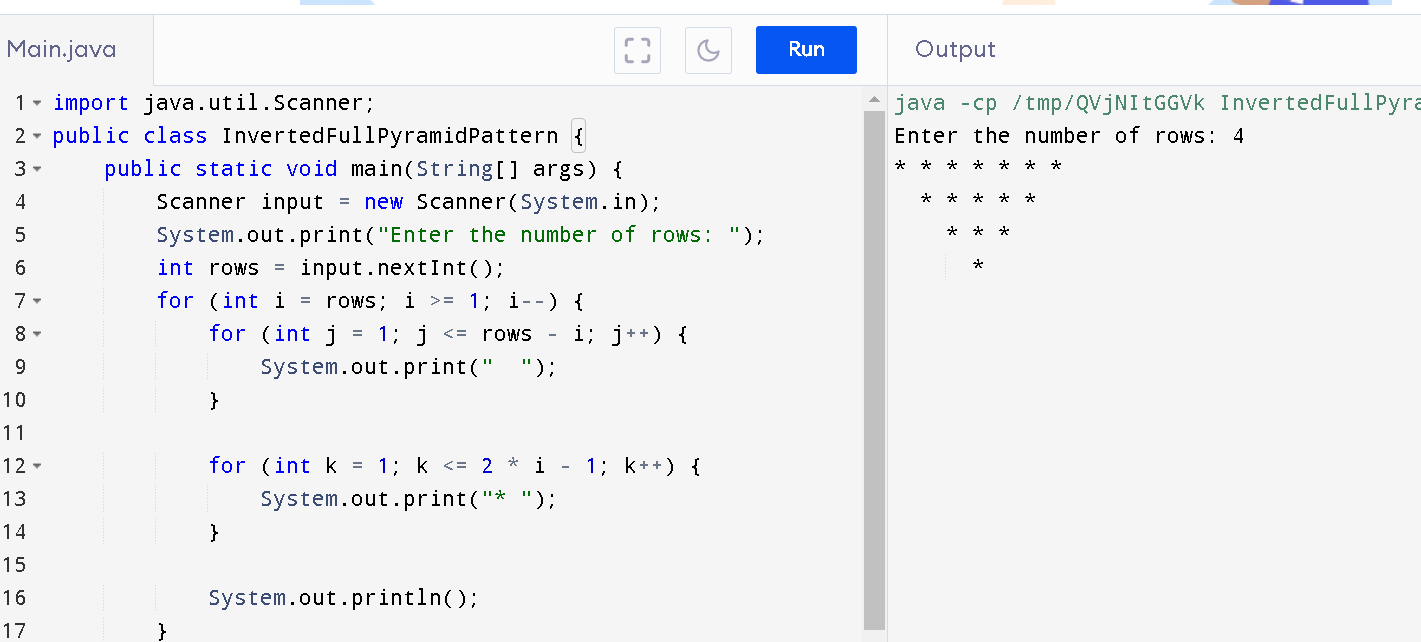 Main.java
Run
Output
1 import java.util.Scanner;
2 public class InvertedFullPyramidPattern {
3     public static void main(String[] args) {
4         Scanner input = new Scanner(System.in);
5         System.out.print("Enter the number of rows: ");
6         int rows = input.nextInt();
7         for (int i = rows; i >= 1; i--) {
8             for (int j = 1; j <= rows - i; j++) {
9                 System.out.print("  ");
10             }
11
12             for (int k = 1; k <= 2 * i - 1; k++) {
13                 System.out.print("* ");
14             }
15
16             System.out.println();
17         }
java -cp /tmp/QVjNItGGVk InvertedFullPyra
Enter the number of rows: 4
* * * * * * *
  * * * * *
    * * *
      *